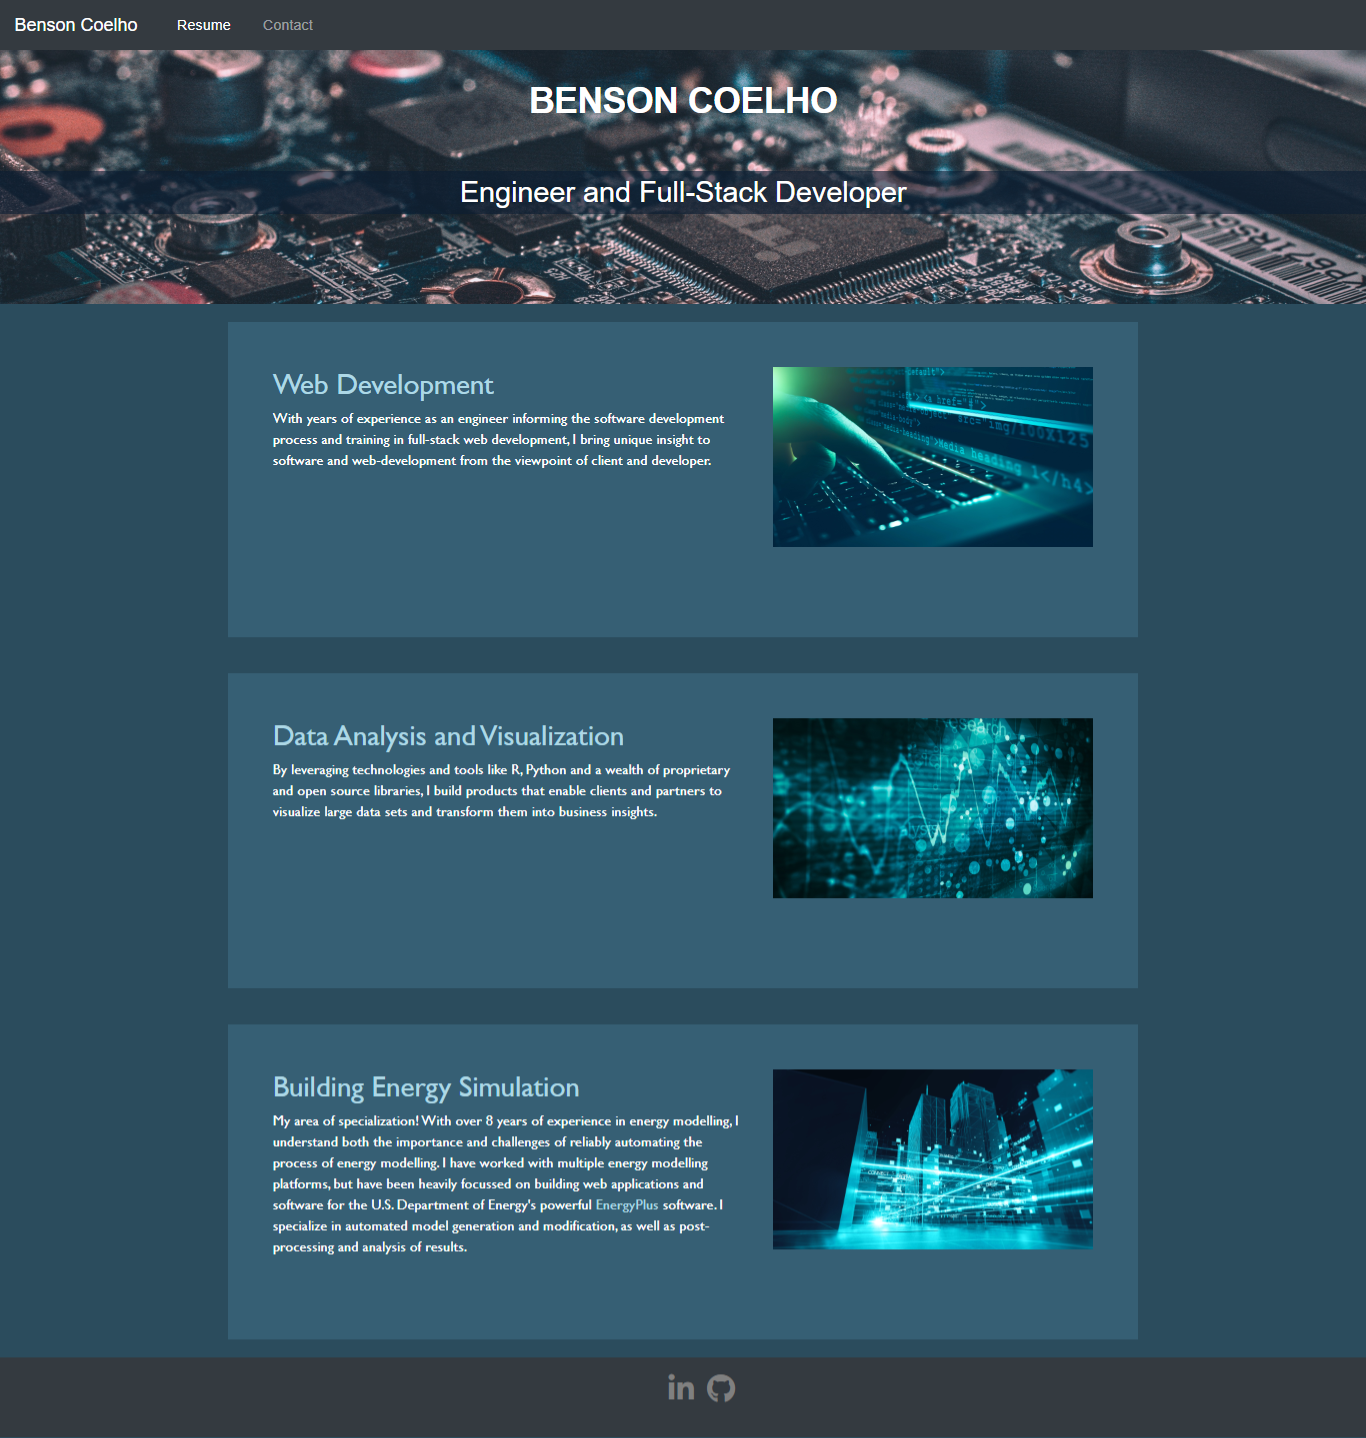 Benson Coelho Resume Contact
BENSON COELHO
Engineer and Full-Stack Developer
Web Development
With years of experience as an engineer informing the software development
process and training in full-stack web development, I bring unique insight to
software and web-development from the viewpoint of client and developer.
Media heading 1</h4>
Data Analysis and Visualization
By leveraging technologies and tools like R, Python and a wealth of proprietary
and open source libraries, I build products that enable clients and partners to
visualize large data sets and transform them into business insights.
Building Energy Simulation
My area of specialization! With over 8 years of experience in energy modelling, I
understand both the importance and challenges of reliably automating the
process of energy modelling. I have worked with multiple energy modelling
platforms, but have been heavily focussed on building web applications and
software for the U.S. Department of Energy's powerful EnergyPlus software. I
specialize in automated model generation and modification, as well as post-
processing and analysis of results.
in